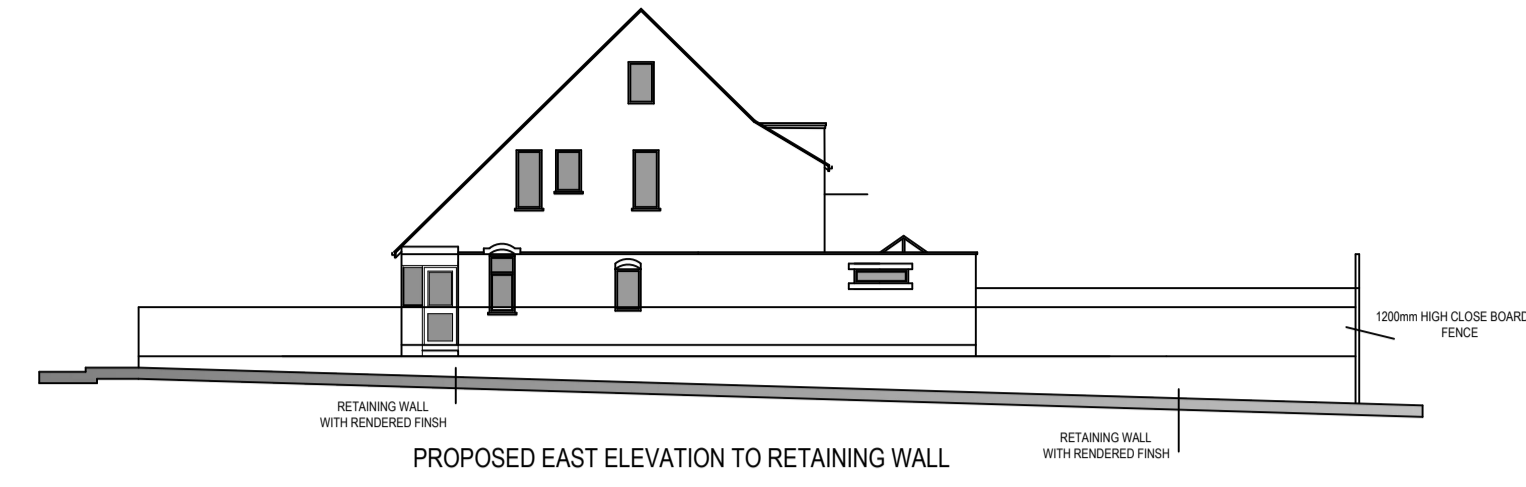 1200mm HIGH CLOSE BOARD
FENCE
RETAINING WALL
WITH RENDERED FINSH
RETAINING WALL
WITH RENDERED FINSH
PROPOSED EAST ELEVATION TO RETAINING WALL